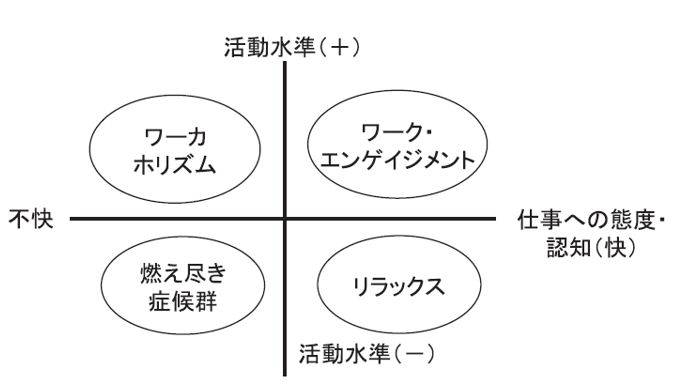 活動水準(＋)
ワーカ
ホリズム
ワーク・
エンゲイジメント
不快
仕事への態度・
認知(快)
燃え尽き
症候群
リラックス
活動水準(－)